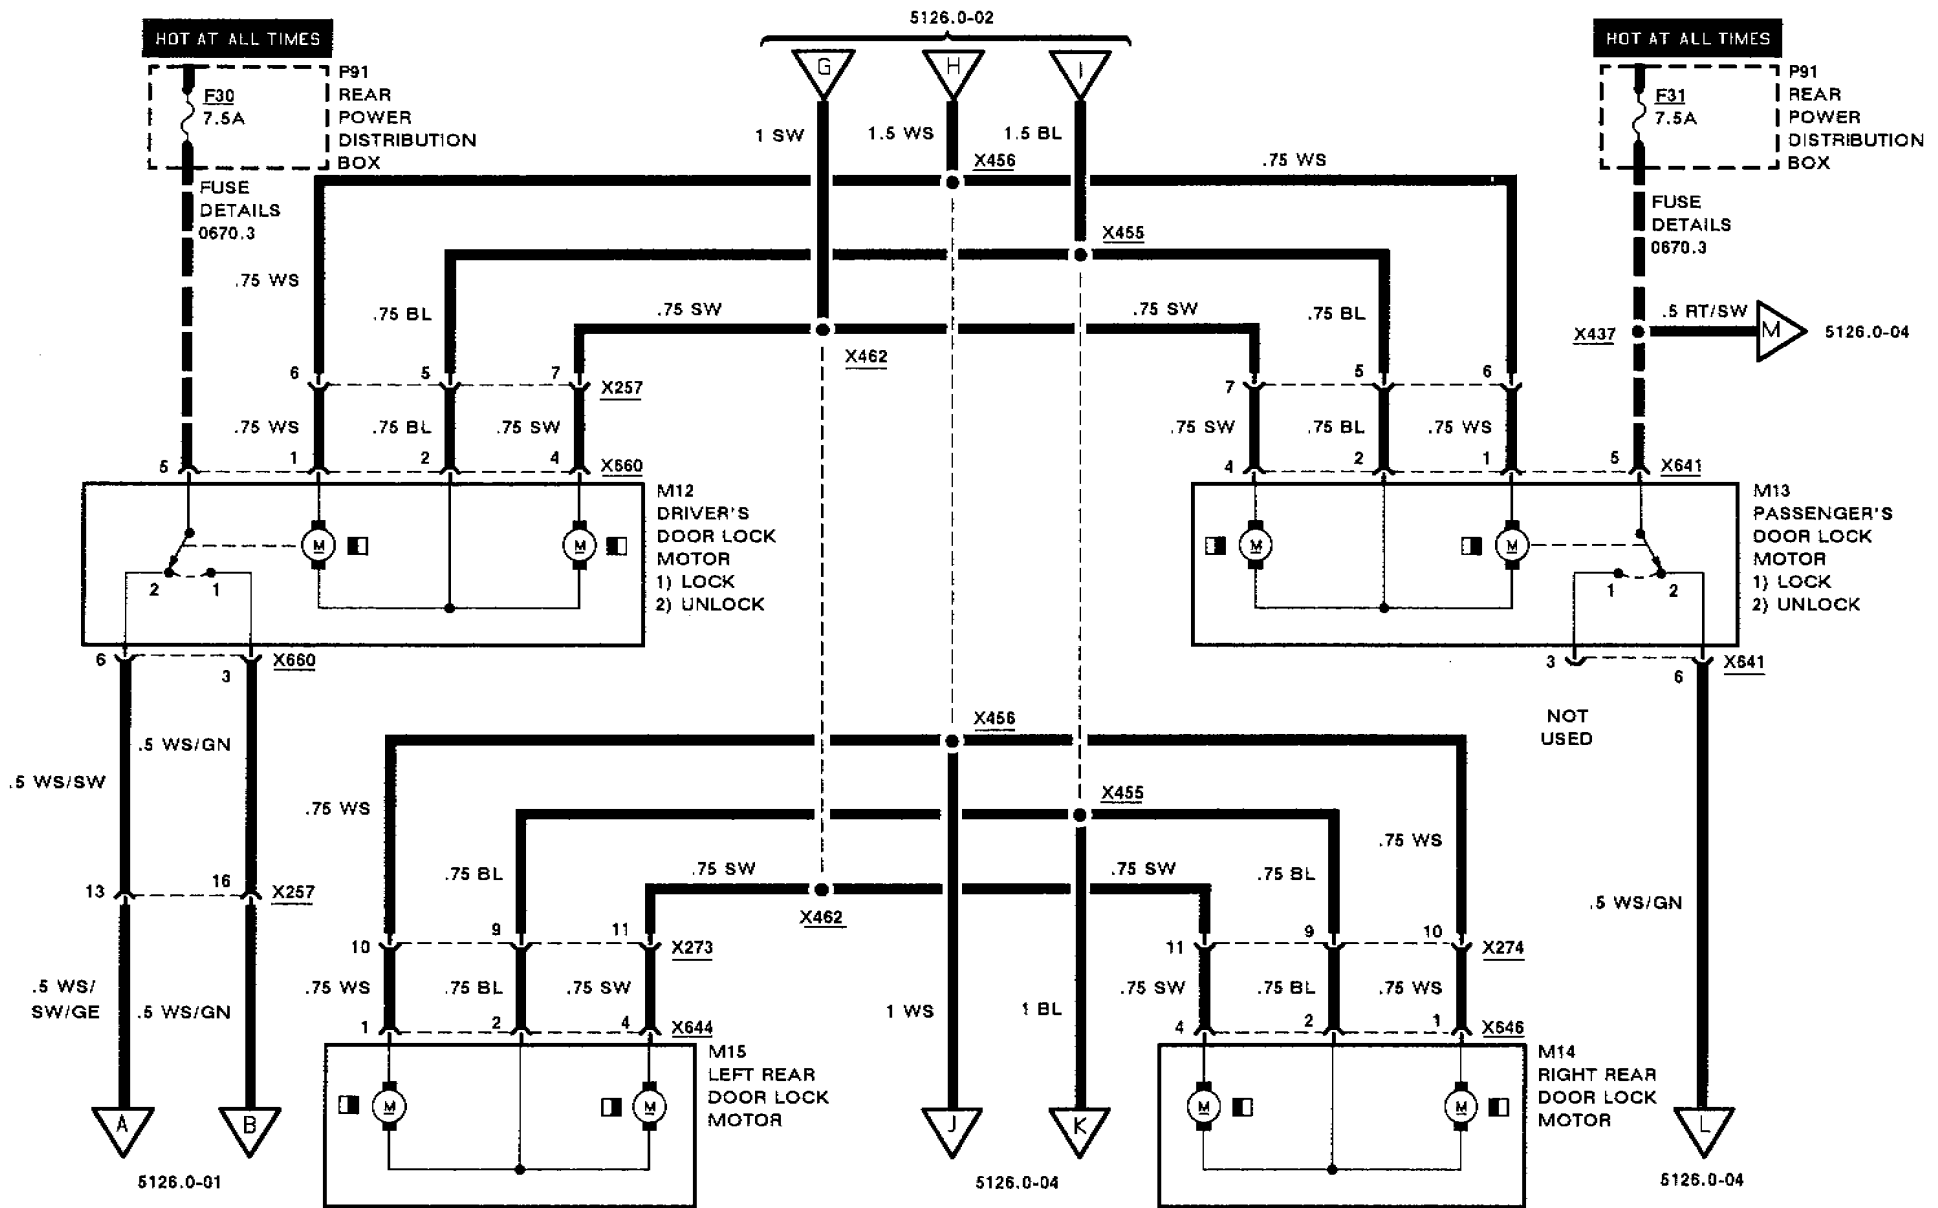 5126.0-02
HOT AT ALL TIMES
HOT AT ALL TIMES
G
H
I
P91
REAR
POWER
DISTRIBUTION
BOX
F30
7.5A
P91
REAR
POWER
DISTRIBUTION
BOX
F31
7.5A
1 SW
1.5 WS
1.5 BL
X456
.75 WS
FUSE
DETAILS
0670.3
FUSE
DETAILS
0670.3
X455
.75 WS
.75 BL
.75 SW
.75 SW
.75 BL
X462
X437
.5 RT/SW
M
5126.0-04
6
5
7
X257
7
5
6
.75 WS
.75 BL
.75 SW
.75 SW
.75 BL
.75 WS
5
1
2
4
X660
4
2
1
5
X641
M12
DRIVER'S
DOOR LOCK
MOTOR
1) LOCK
2) UNLOCK
M
M
2
1
M13
PASSENGER'S
DOOR LOCK
MOTOR
1) LOCK
2) UNLOCK
M
M
1
2
6
3
X660
3
6
X641
NOT
USED
.5 WS/GN
.5 WS/SW
X456
.75 WS
X455
.75 WS
.75 BL
.75 SW
.75 SW
.75 BL
X462
13
16
X257
.5 WS/GN
10
9
11
X273
11
9
10
X274
.5 WS/
SW/GE
.5 WS/GN
.75 WS
.75 BL
.75 SW
1 WS
1 BL
.75 SW
.75 BL
.75 WS
1
2
4
X644
4
2
1
X646
M15
LEFT REAR
DOOR LOCK
MOTOR
M
M
M14
RIGHT REAR
DOOR LOCK
MOTOR
M
M
A
B
J
K
L
5126.0-01
5126.0-04
5126.0-04